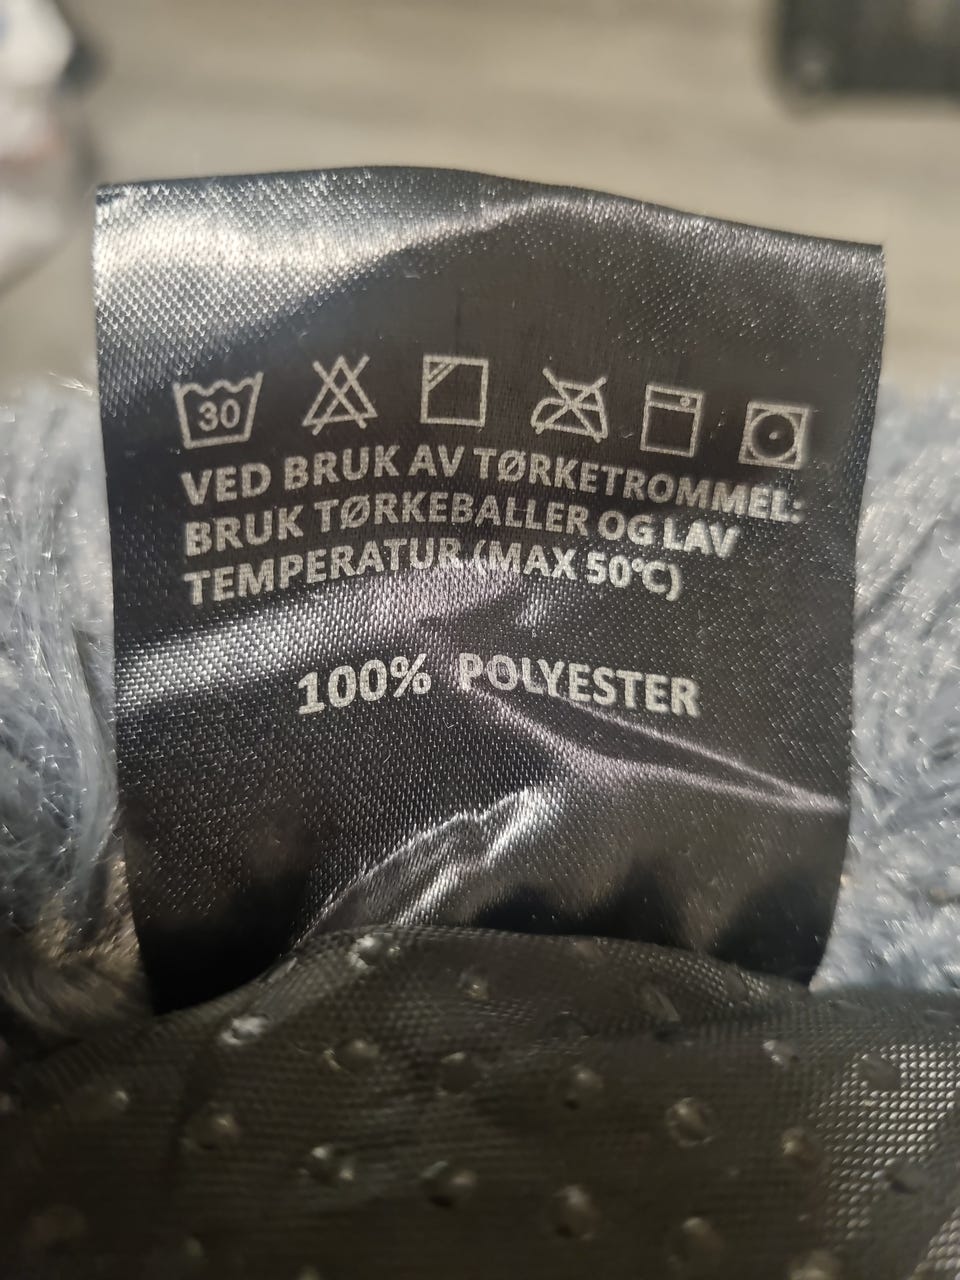 30
VED BRUK AV TØRKETROMMEL:
BRUK TØRKEBALLER OG LAV
TEMPERATUR (MAX 50°C)
100% POLYESTER